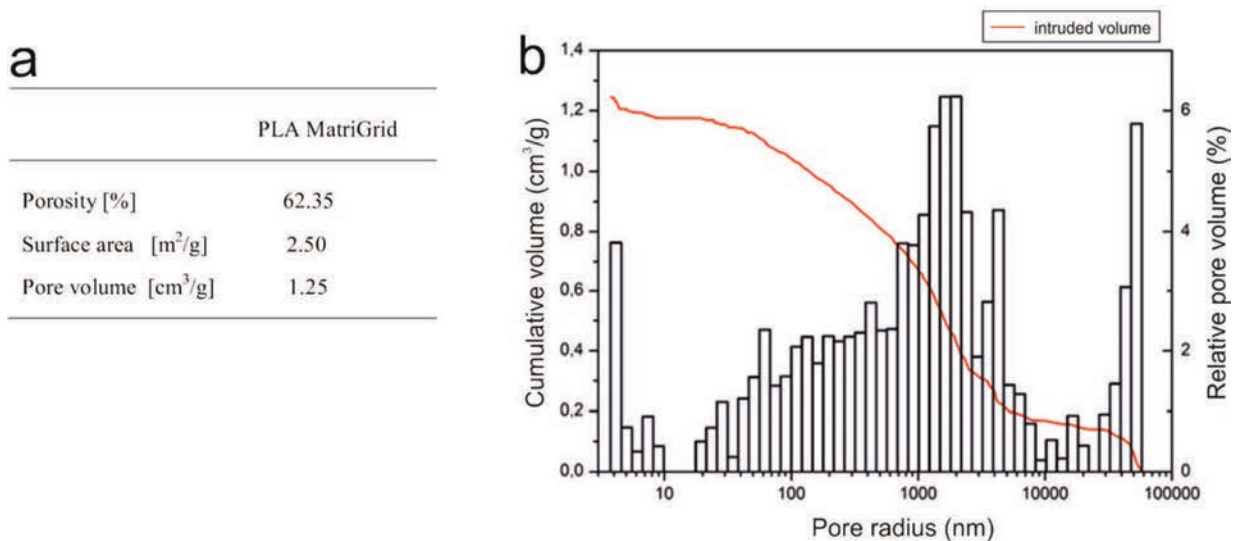 a
PLA MatriGrid
Porosity [%] 62.35
Surface area [m²/g] 2.50
Pore volume [cm³/g] 1.25
b
intruded volume
1,4
1,2
1,0
0,8
0,6
0,4
0,2
0,0
Cumulative volume (cm³/g)
6
4
2
0
Relative pore volume (%)
10 100 1000 10000 100000
Pore radius (nm)